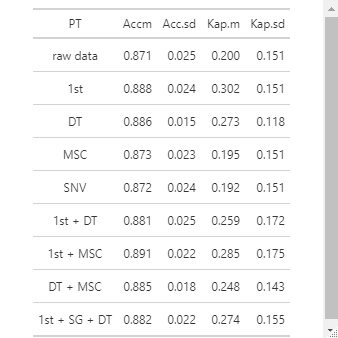 PT Accm Acc.sd Kap.m Kap.sd
raw data 0.871 0.025 0.200 0.151
1st 0.888 0.024 0.302 0.151
DT 0.886 0.015 0.273 0.118
MSC 0.873 0.023 0.195 0.151
SNV 0.872 0.024 0.192 0.151
1st + DT 0.881 0.025 0.259 0.172
1st + MSC 0.891 0.022 0.285 0.175
DT + MSC 0.885 0.018 0.248 0.143
1st + SG + DT 0.882 0.022 0.274 0.155